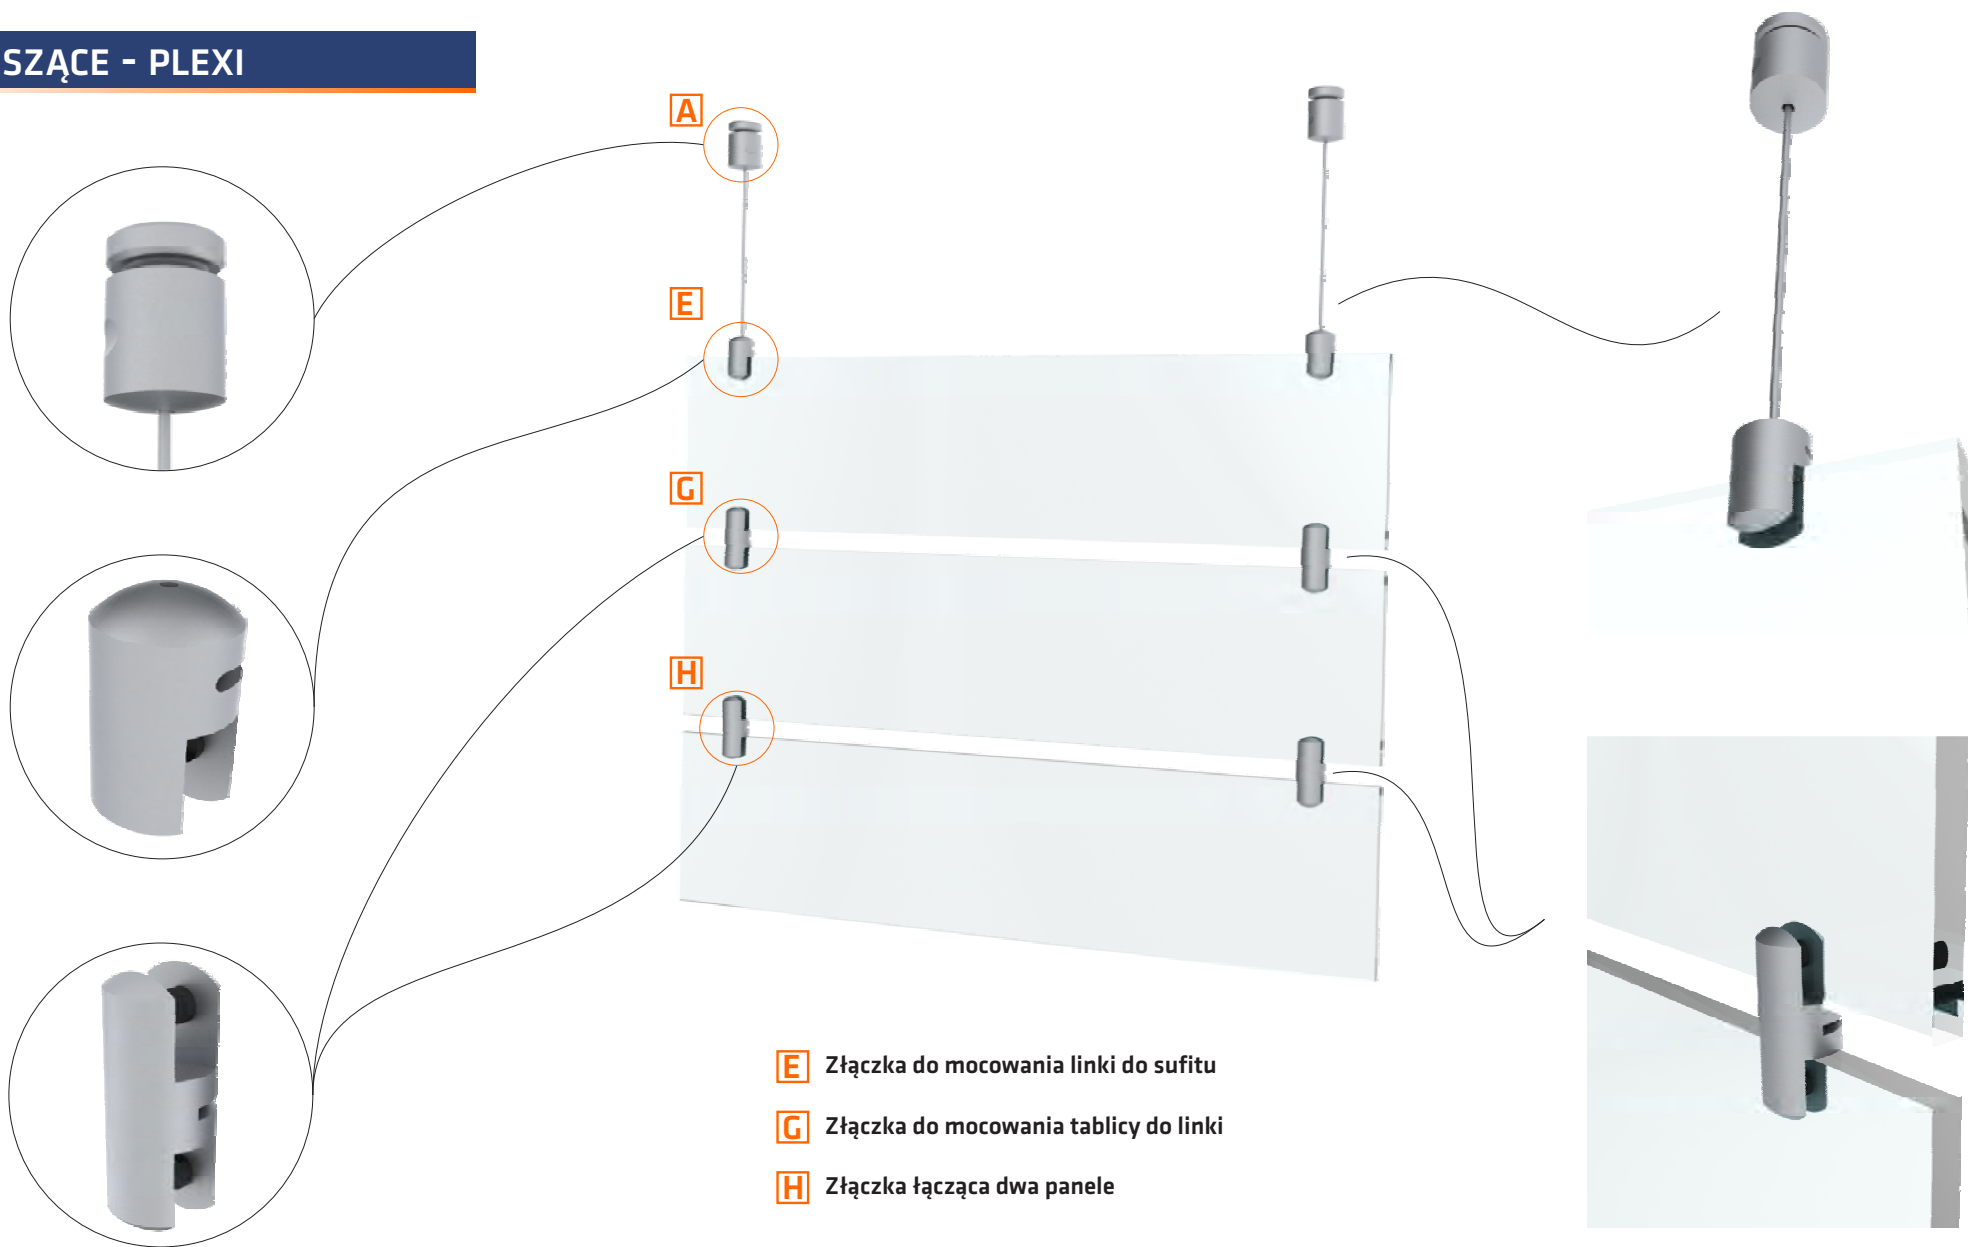 SZĄCE - PLEXI
A
E
G
H
E Złączka do mocowania linki do sufitu
G Złączka do mocowania tablicy do linki
H Złączka łącząca dwa panele